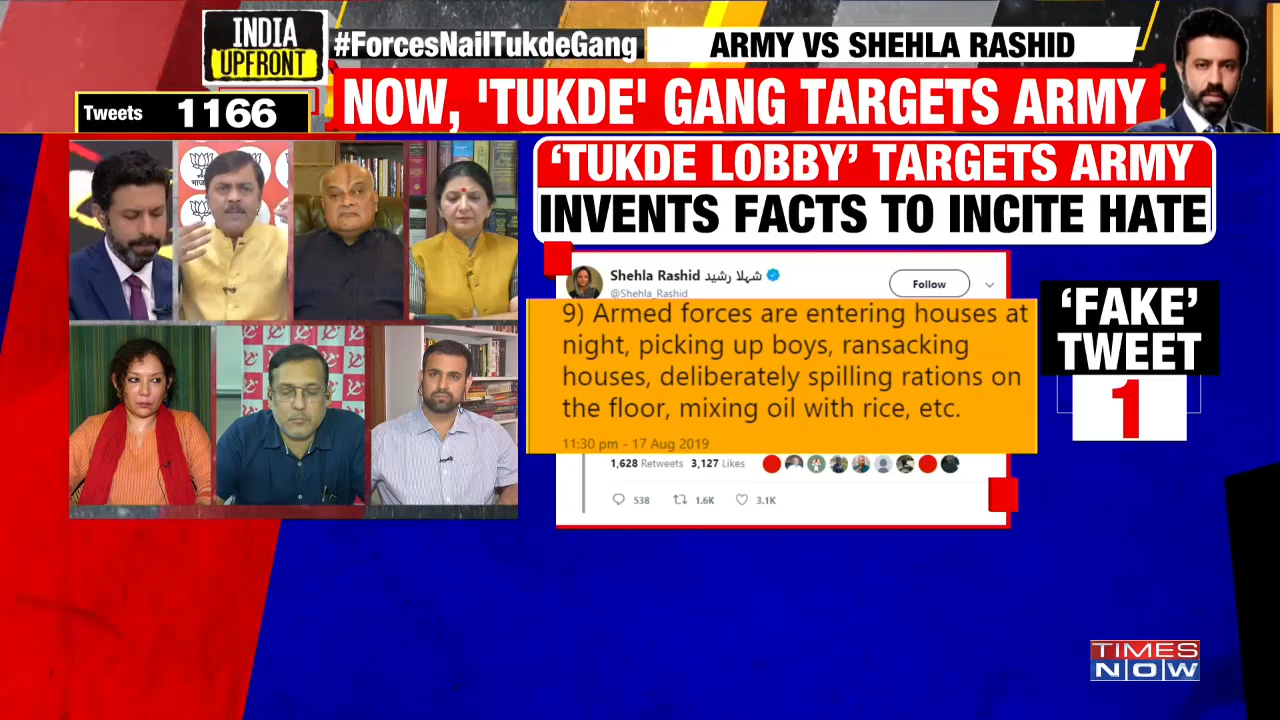 INDIA
UPFRONT
#ForcesNailTukdeGang
ARMY VS SHEHLA RASHID
NOW, 'TUKDE' GANG TARGETS ARMY
Tweets 1166
‘TUKDE LOBBY’ TARGETS ARMY
INVENTS FACTS TO INCITE HATE
Shehla Rashid شہلا رشید
@Shehla_Rashid
Follow
9) Armed forces are entering houses at
night, picking up boys, ransacking
houses, deliberately spilling rations on
the floor, mixing oil with rice, etc.
11:30 pm - 17 Aug 2019
1,628 Retweets 3,127 Likes
538 1.6K 3.1K
‘FAKE’
TWEET
1
TIMES
NOW